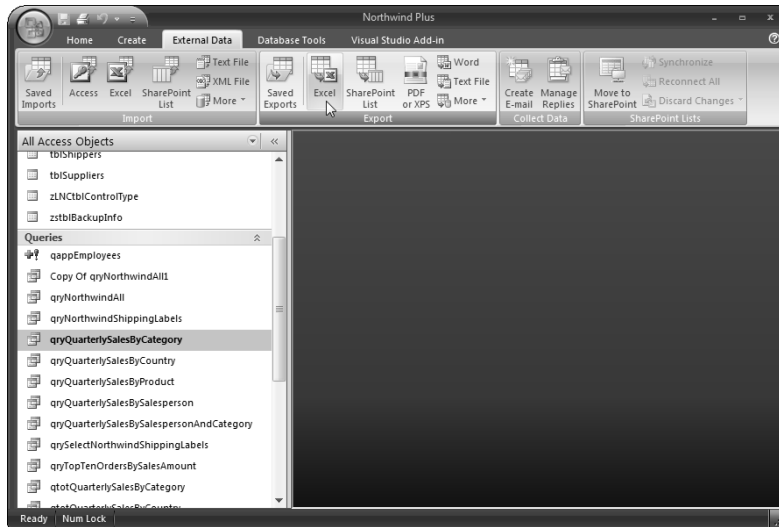 Northwind Plus
Home Create External Data Database Tools Visual Studio Add-in
Saved Imports
Access
Excel
SharePoint List
Text File
XML File
More
Import
Saved Exports
Excel
SharePoint List
PDF or XPS
Word
Text File
More
Export
Create E-mail
Manage Replies
Collect Data
Move to SharePoint
Synchronize
Reconnect All
Discard Changes
SharePoint Lists
All Access Objects
tblShippers
tblSuppliers
zLNCtblControlType
zstblBackupInfo
Queries
qappEmployees
Copy Of qryNorthwindAll1
qryNorthwindAll
qryNorthwindShippingLabels
qryQuarterlySalesByCategory
qryQuarterlySalesByCountry
qryQuarterlySalesByProduct
qryQuarterlySalesBySalesperson
qryQuarterlySalesBySalespersonAndCategory
qrySelectNorthwindShippingLabels
qryTopTenOrdersBySalesAmount
qtotQuarterlySalesByCategory
qtotQuarterlySalesByCountry
Ready Num Lock